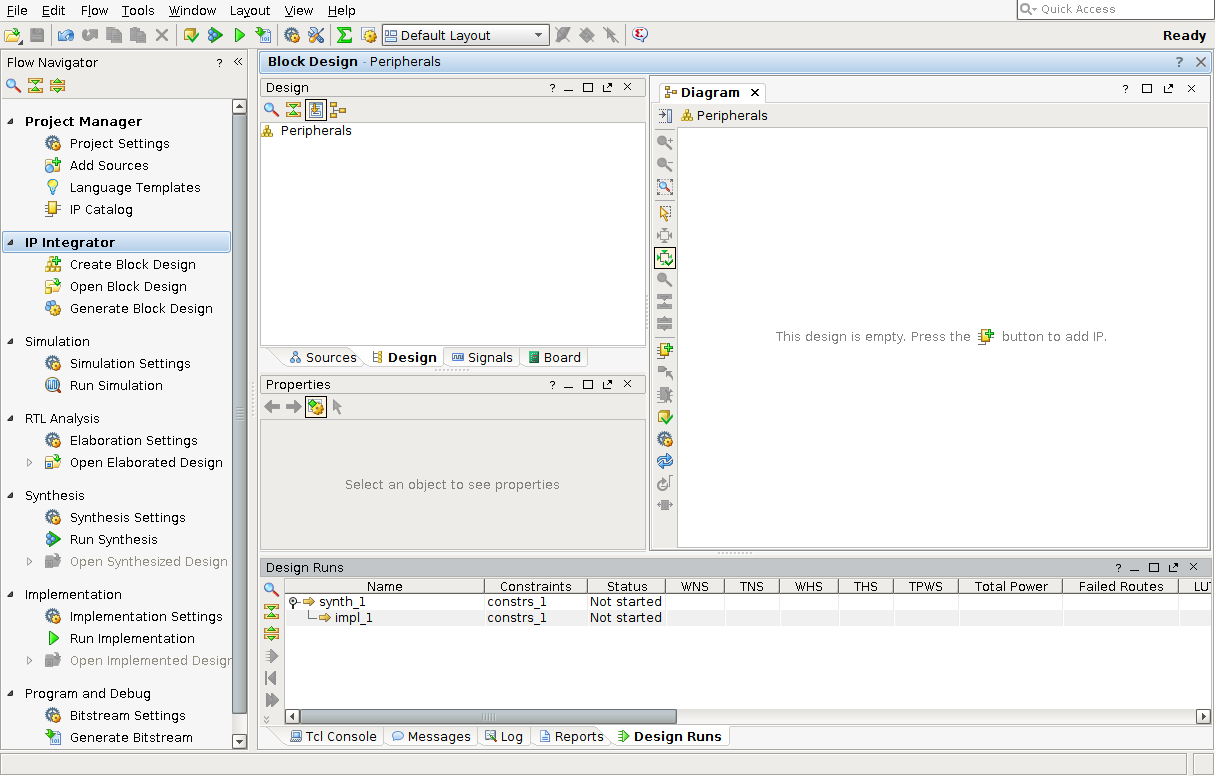 File Edit Flow Tools Window Layout View Help
Quick Access
Default Layout
Ready
Flow Navigator ? «
Project Manager
Project Settings
Add Sources
Language Templates
IP Catalog
IP Integrator
Create Block Design
Open Block Design
Generate Block Design
Simulation
Simulation Settings
Run Simulation
RTL Analysis
Elaboration Settings
Open Elaborated Design
Synthesis
Synthesis Settings
Run Synthesis
Open Synthesized Design
Implementation
Implementation Settings
Run Implementation
Open Implemented Desigr
Program and Debug
Bitstream Settings
Generate Bitstream
Block Design - Peripherals
Design
Peripherals
Sources Design Signals Board
Properties
Select an object to see properties
Diagram
Peripherals
This design is empty. Press the button to add IP.
Design Runs
Name Constraints Status WNS TNS WHS THS TPWS Total Power Failed Routes LU
synth_1 constrs_1 Not started
impl_1 constrs_1 Not started
Tcl Console Messages Log Reports Design Runs